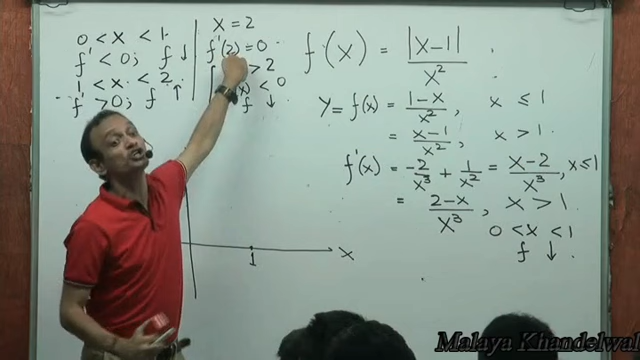 0 < x < 1
f' < 0; f ↓
1 < x < 2
f' > 0; f ↑
x = 2
f'(2) = 0
> 2
(x) < 0
f ↓
f(x) = |x-1| / x²
y = f(x) = 1-x / x² , x ≤ 1
= x-1 / x² , x > 1
f'(x) = -2/x³ + 1/x² = x-2 / x³ , x ≤ 1
= 2-x / x³ , x > 1
0 < x < 1
f ↓
1
x
Malaya Khandelwal